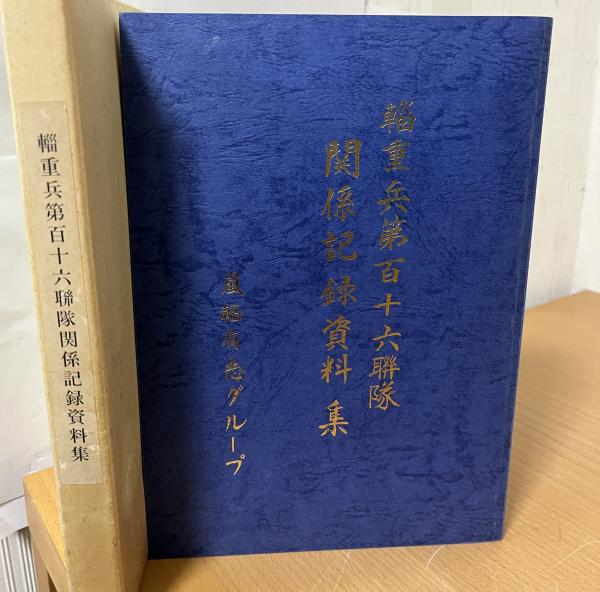 輜重兵第百十六聯隊
関係記録資料集
嵐輜有志グループ
輜重兵第百十六聯隊関係記録資料集